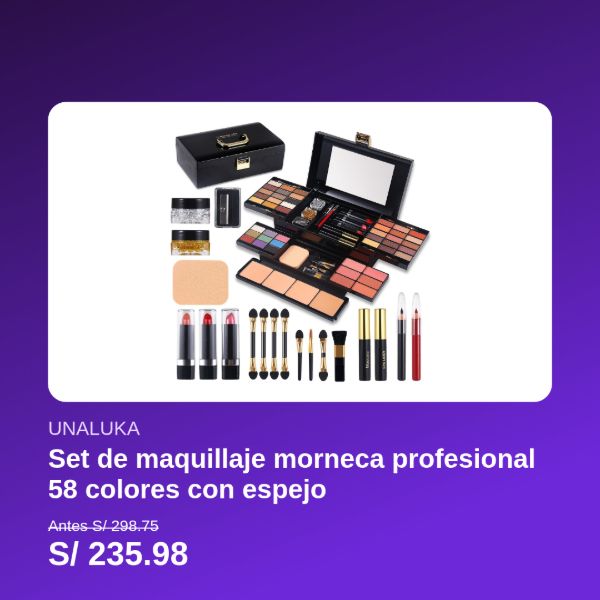 UNALUKA
Set de maquillaje morneca profesional
58 colores con espejo
Antes S/ 298.75
S/ 235.98